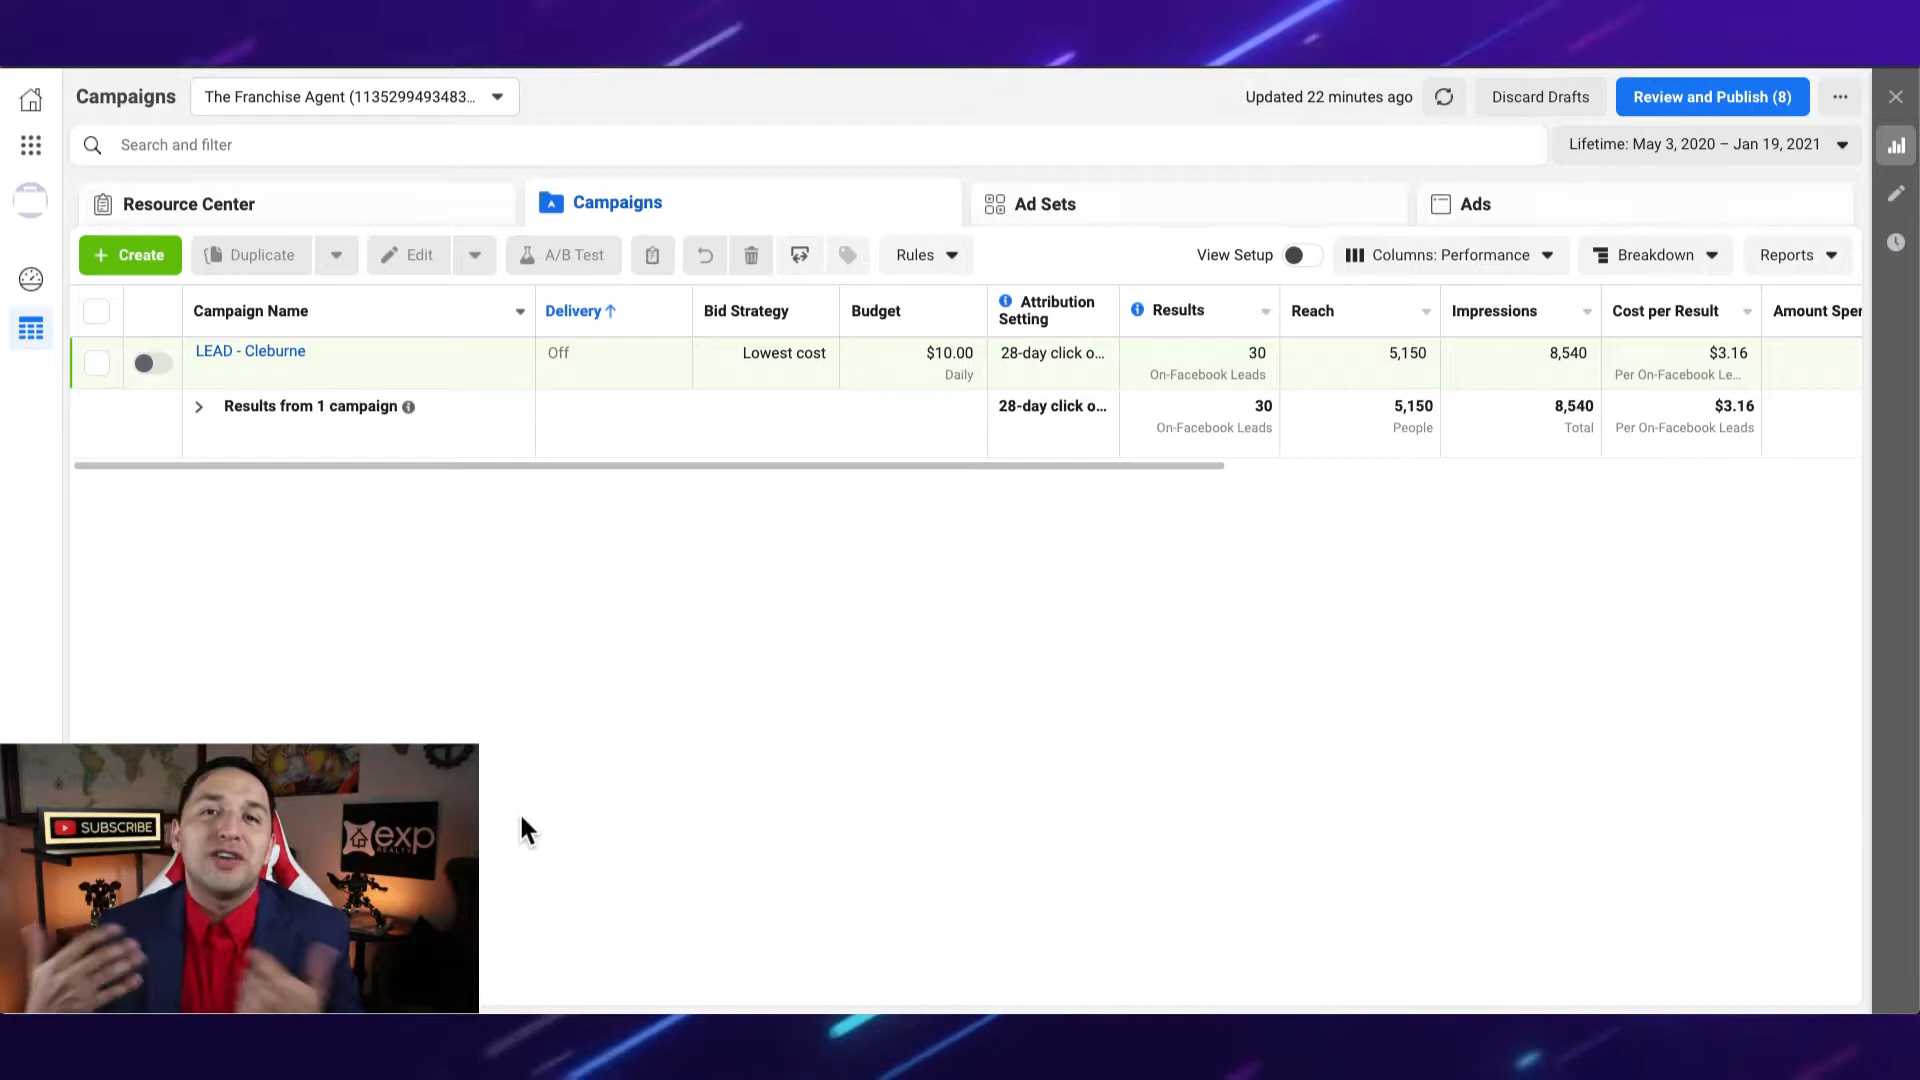 Campaigns
The Franchise Agent (1135299493483...
Updated 22 minutes ago
Discard Drafts
Review and Publish (8)
Search and filter
Lifetime: May 3, 2020 – Jan 19, 2021
Resource Center
Campaigns
Ad Sets
Ads
+ Create
Duplicate
Edit
A/B Test
Rules
View Setup
Columns: Performance
Breakdown
Reports
Campaign Name
Delivery ↑
Bid Strategy
Budget
Attribution
Setting
Results
Reach
Impressions
Cost per Result
Amount Spen
LEAD - Cleburne
Off
Lowest cost
$10.00
Daily
28-day click o...
30
On-Facebook Leads
5,150
8,540
$3.16
Per On-Facebook Le...
Results from 1 campaign
28-day click o...
30
On-Facebook Leads
5,150
People
8,540
Total
$3.16
Per On-Facebook Leads
SUBSCRIBE
exp
REALTY